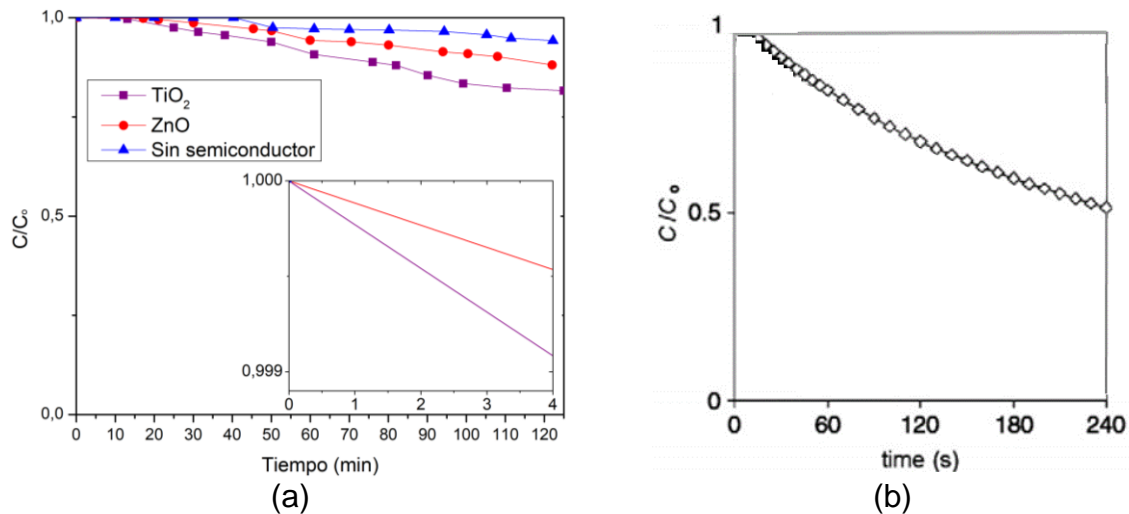 1,0
0,5
0,0
C/C₀
TiO₂
ZnO
Sin semiconductor
1,000
0,999
0 1 2 3 4
0 10 20 30 40 50 60 70 80 90 100 110 120
Tiempo (min)
(a)
1
0.5
0
C/C₀
0 60 120 180 240
time (s)
(b)